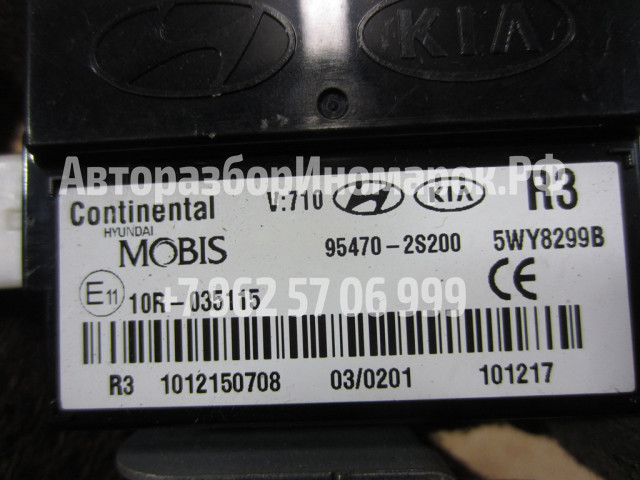 KIA
АвторазборИномарок.РФ
Continental V:710 KIA R3
HYUNDAI
MOBIS 95470-2S200 5WY8299B
E11 10R-035115 CE
+7 962 57 06 999
R3 1012150708 03/0201 101217